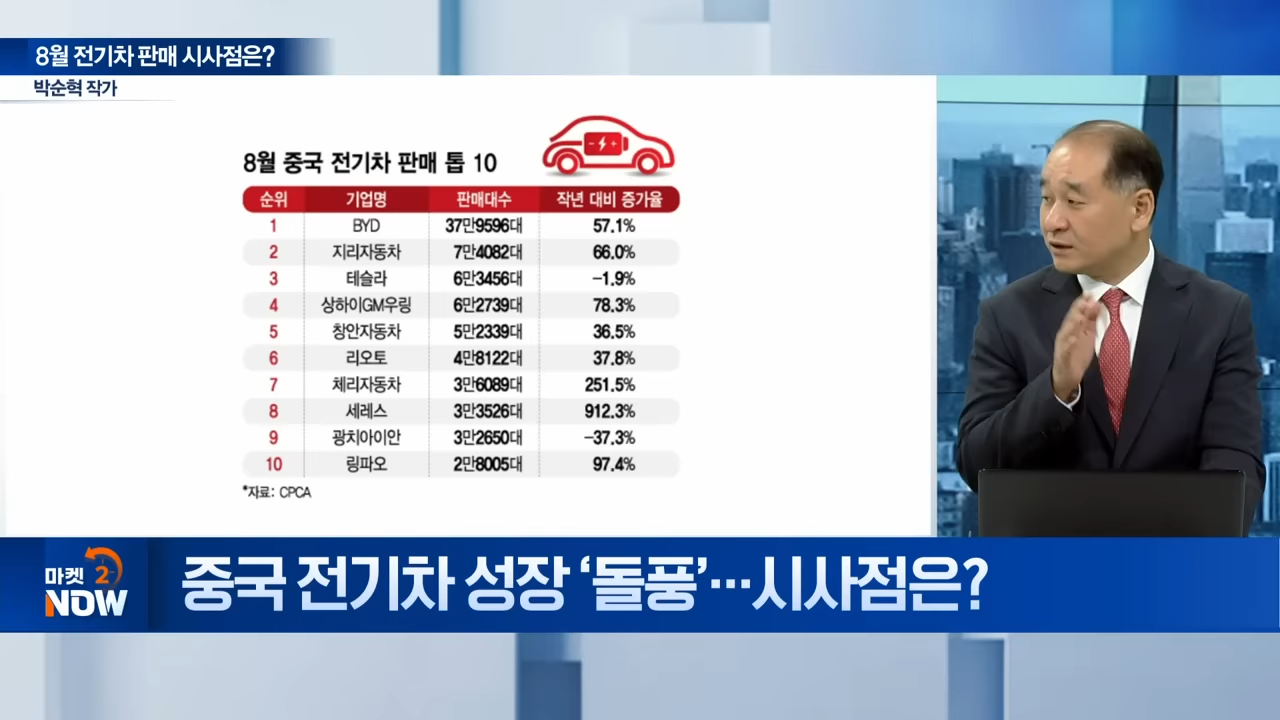 8월 전기차 판매 시사점은?
박순혁 작가
8월 중국 전기차 판매 톱 10
순위 기업명 판매대수 작년 대비 증가율
1 BYD 37만9596대 57.1%
2 지리자동차 7만4082대 66.0%
3 테슬라 6만3456대 -1.9%
4 상하이GM우링 6만2739대 78.3%
5 창안자동차 5만2339대 36.5%
6 리오토 4만8122대 37.8%
7 체리자동차 3만6089대 251.5%
8 세레스 3만3526대 912.3%
9 광치아이안 3만2650대 -37.3%
10 링파오 2만8005대 97.4%
*자료: CPCA
마켓 2
NOW
중국 전기차 성장 ‘돌풍’…시사점은?